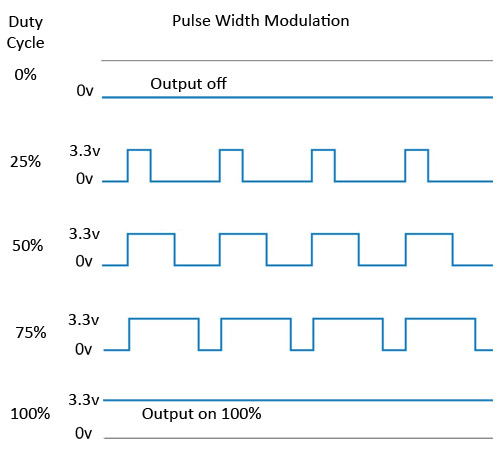 Duty
Cycle
Pulse Width Modulation
0%
Output off
0v
3.3v
25%
0v
3.3v
50%
0v
3.3v
75%
0v
3.3v
100%
Output on 100%
0v